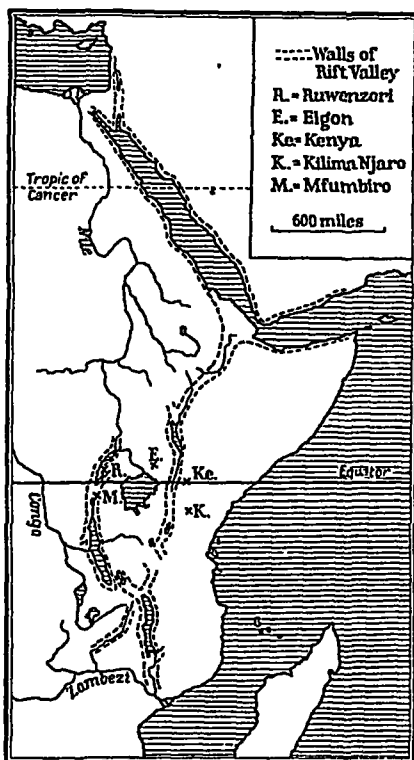 Walls of
Rift Valley
R.= Ruwenzori
E.= Elgon
Ke= Kenya
K.= Kilima Njaro
M.= Mfumbiro
600 miles
Tropic of
Cancer
Nile
E.
R.
Ke.
Equator
M.
K.
Congo
Zambezi